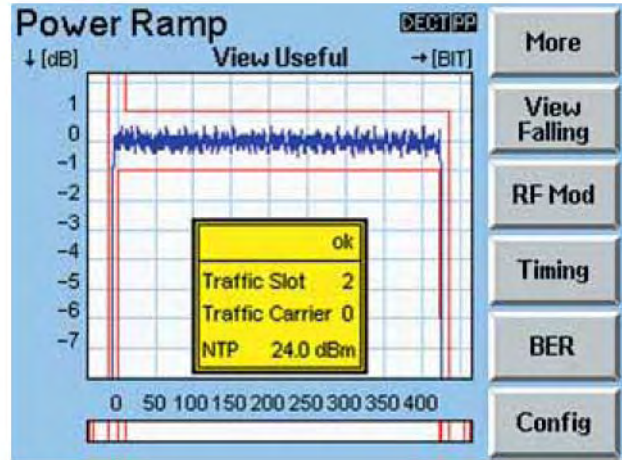 Power Ramp DECT PP
↓ [dB] View Useful → [BIT]
1
0
-1
-2
-3
-4
-5
-6
-7
ok
Traffic Slot 2
Traffic Carrier 0
NTP 24.0 dBm
0 50 100 150 200 250 300 350 400
More
View
Falling
RF Mod
Timing
BER
Config